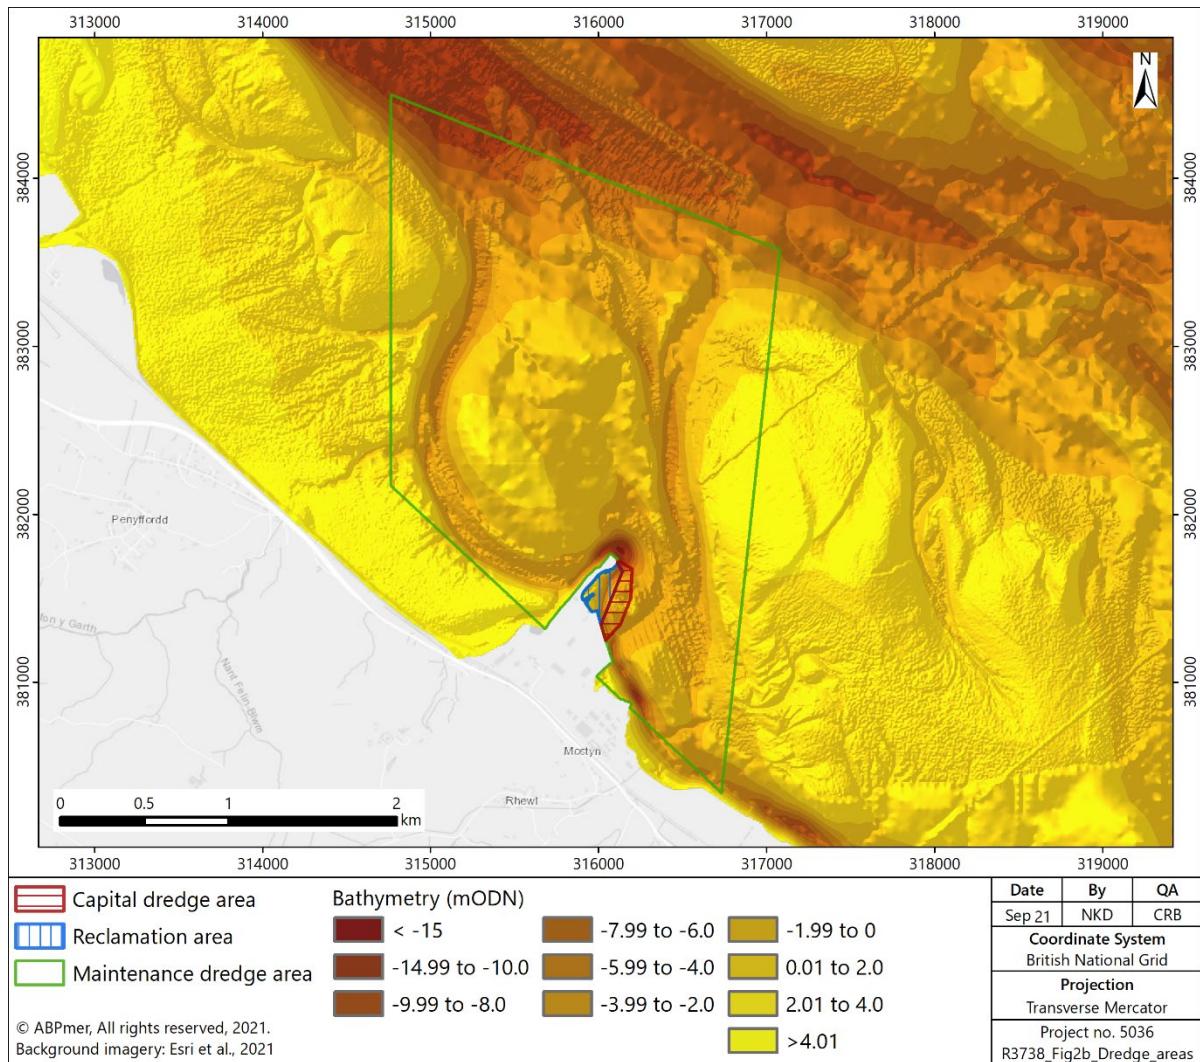 313000 314000 315000 316000 317000 318000 319000
N
384000 384000
383000 383000
382000 382000
381000 381000
Penyffordd
ton y Garth
Nant Felin-Blwm
Mostyn
Rhewl
0 0.5 1 2
km
313000 314000 315000 316000 317000 318000 319000
Capital dredge area
Reclamation area
Maintenance dredge area
© ABPmer, All rights reserved, 2021.
Background imagery: Esri et al., 2021
Bathymetry (mODN)
< -15
-14.99 to -10.0
-9.99 to -8.0
-7.99 to -6.0
-5.99 to -4.0
-3.99 to -2.0
-1.99 to 0
0.01 to 2.0
2.01 to 4.0
>4.01
Date By QA
Sep 21 NKD CRB
Coordinate System
British National Grid
Projection
Transverse Mercator
Project no. 5036
R3738_Fig2b_Dredge_areas